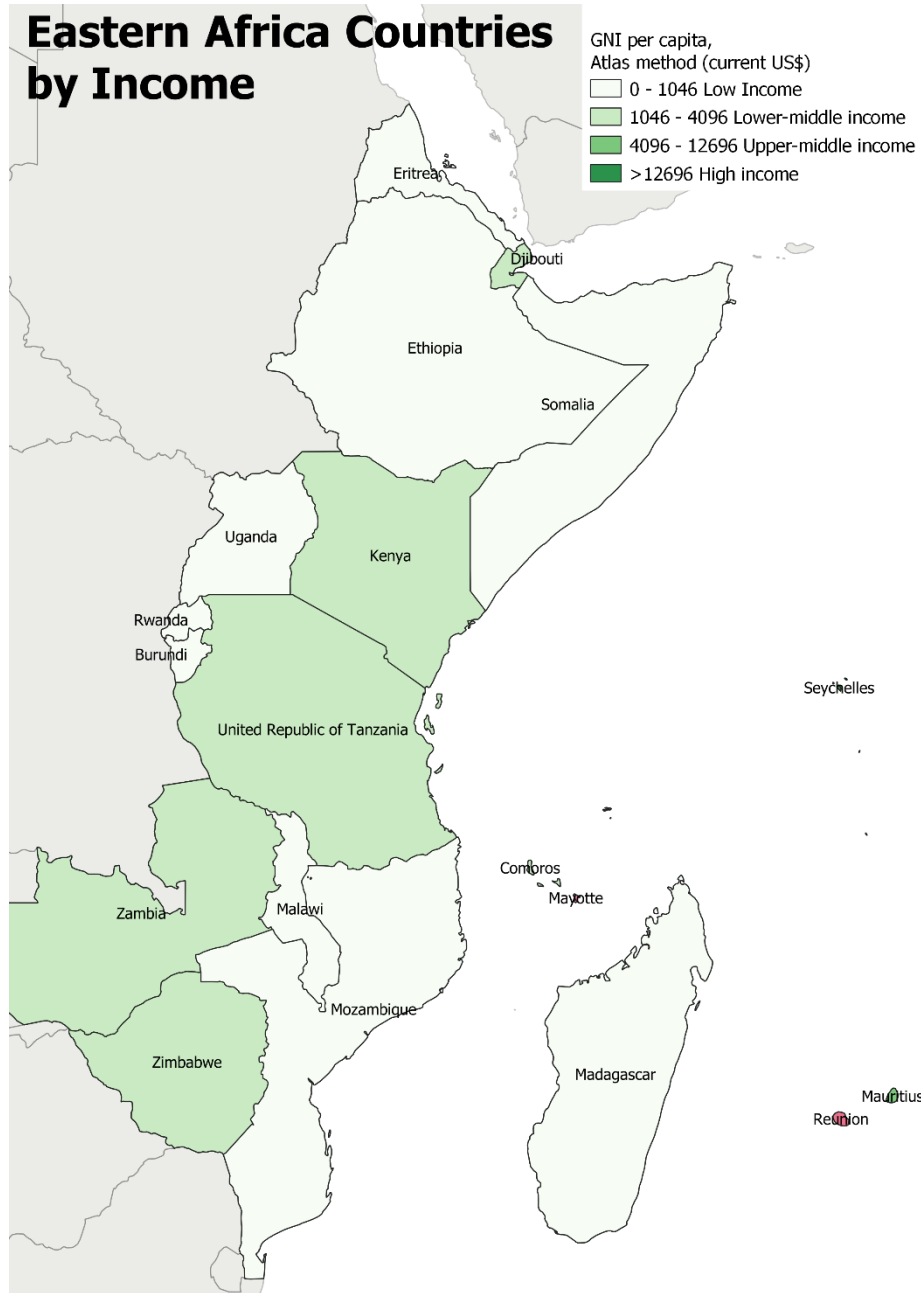 Eastern Africa Countries
by Income
GNI per capita,
Atlas method (current US$)
0 - 1046 Low Income
1046 - 4096 Lower-middle income
4096 - 12696 Upper-middle income
>12696 High income
Eritrea
Djibouti
Ethiopia
Somalia
Uganda
Kenya
Rwanda
Burundi
Seychelles
United Republic of Tanzania
Comoros
Mayotte
Zambia
Malawi
Mozambique
Zimbabwe
Madagascar
Mauritius
Reunion